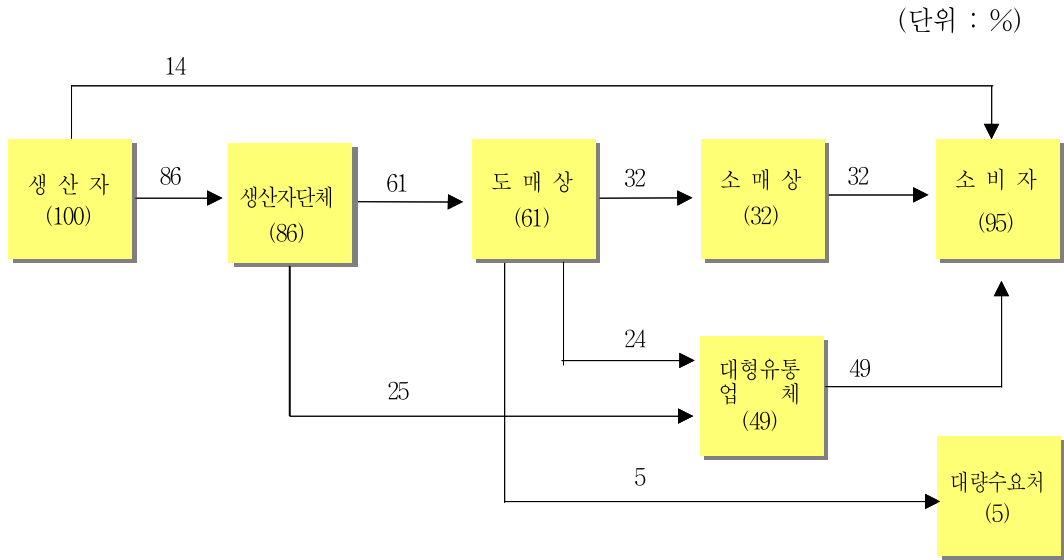 (단위 : %)
14
생 산 자
(100)
86
생산자단체
(86)
61
도 매 상
(61)
32
소 매 상
(32)
32
소 비 자
(95)
24
25
대형유통
업 체
(49)
49
5
대량수요처
(5)